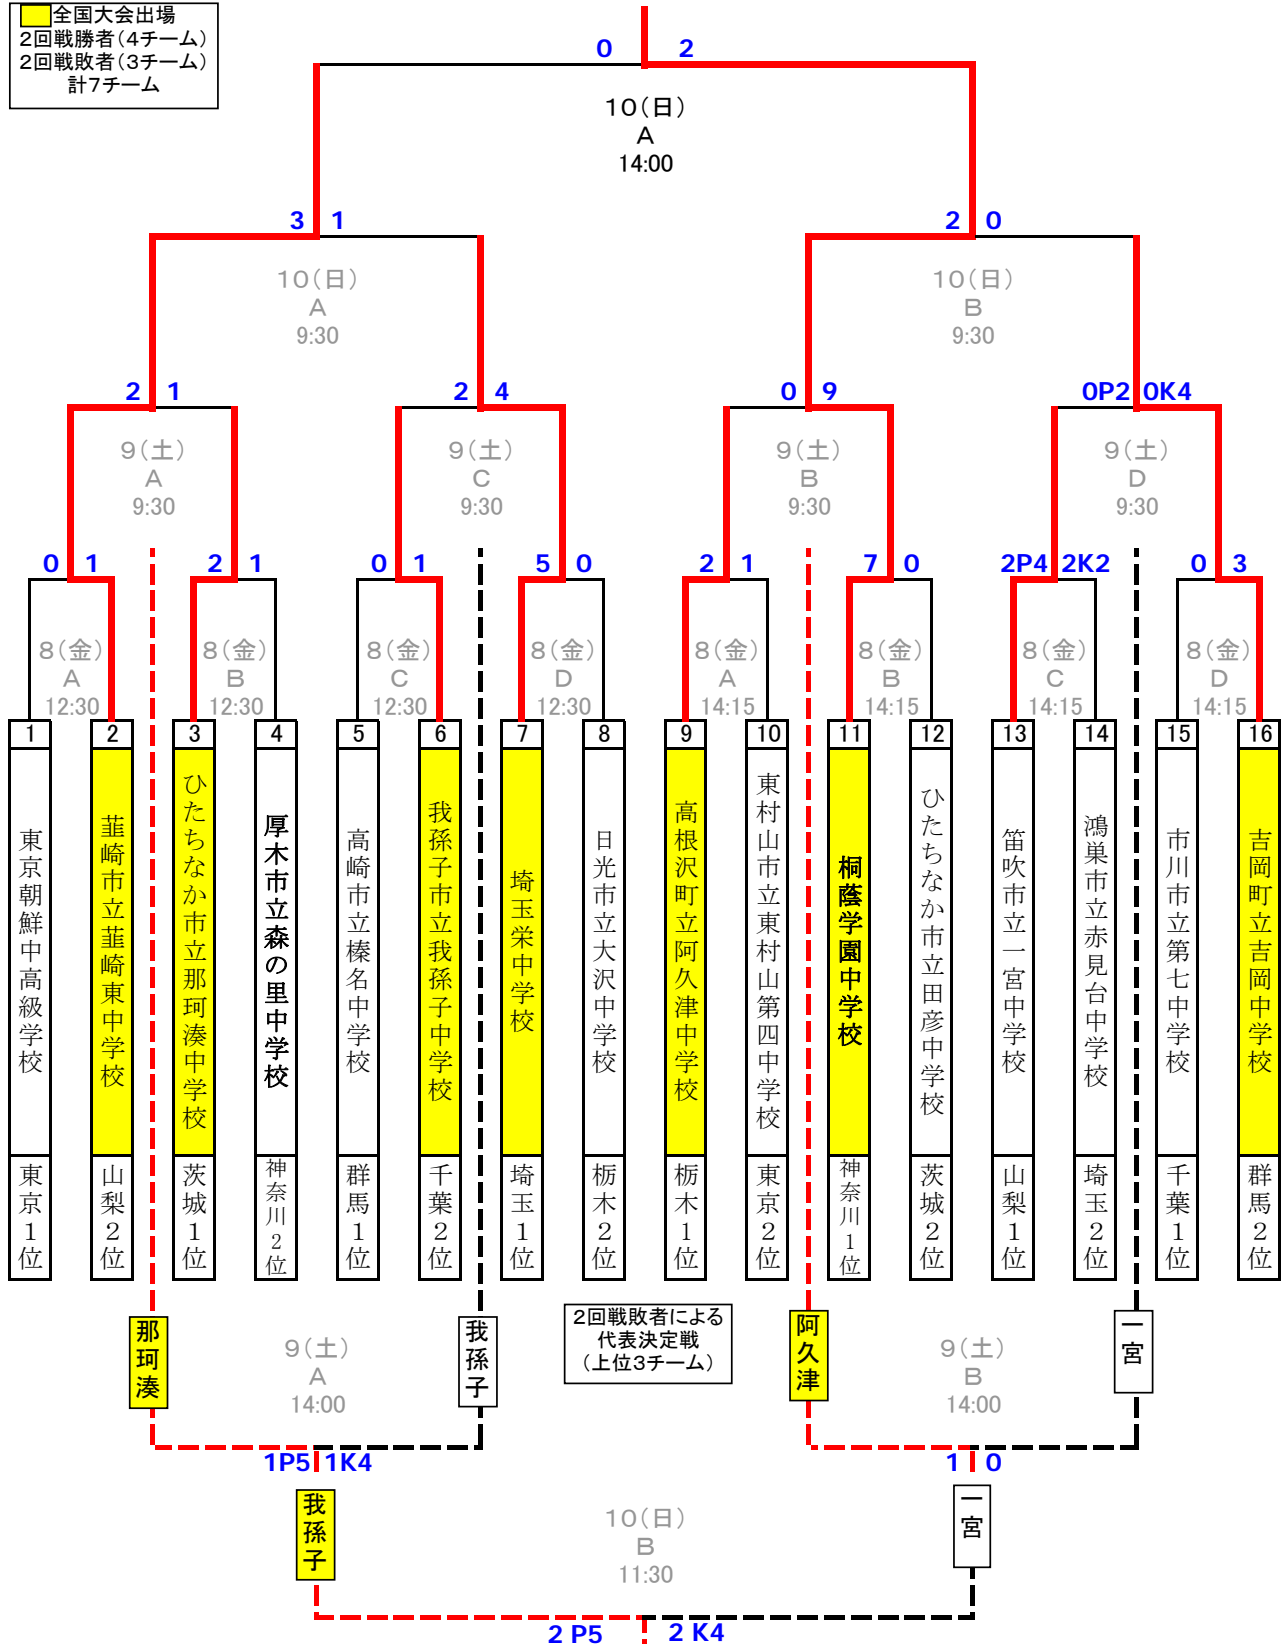 全国大会出場
2回戦勝者(4チーム)
2回戦敗者(3チーム)
計7チーム
0 2
10(日)
A
14:00
3 1
2 0
10(日)
A
9:30
10(日)
B
9:30
2 1
2 4
0 9
0P2 0K4
9(土)
A
9:30
9(土)
C
9:30
9(土)
B
9:30
9(土)
D
9:30
0 1
2 1
0 1
5 0
2 1
7 0
2P4 2K2
0 3
8(金)
A
12:30
8(金)
B
12:30
8(金)
C
12:30
8(金)
D
12:30
8(金)
A
14:15
8(金)
B
14:15
8(金)
C
14:15
8(金)
D
14:15
1
東京朝鮮中高級学校
東京1位
2
韮崎市立韮崎東中学校
山梨2位
3
ひたちなか市立那珂湊中学校
茨城1位
4
厚木市立森の里中学校
神奈川2位
5
高崎市立榛名中学校
群馬1位
6
我孫子市立我孫子中学校
千葉2位
7
埼玉栄中学校
埼玉1位
8
日光市立大沢中学校
栃木2位
9
高根沢町立阿久津中学校
栃木1位
10
東村山市立東村山第四中学校
東京2位
11
桐蔭学園中学校
神奈川1位
12
ひたちなか市立田彦中学校
茨城2位
13
笛吹市立一宮中学校
山梨1位
14
鴻巣市立赤見台中学校
埼玉2位
15
市川市立第七中学校
千葉1位
16
吉岡町立吉岡中学校
群馬2位
那珂湊
9(土)
A
14:00
我孫子
2回戦敗者による
代表決定戦
(上位3チーム)
阿久津
9(土)
B
14:00
一宮
1P5 1K4
1 0
我孫子
10(日)
B
11:30
一宮
2 P5 2 K4